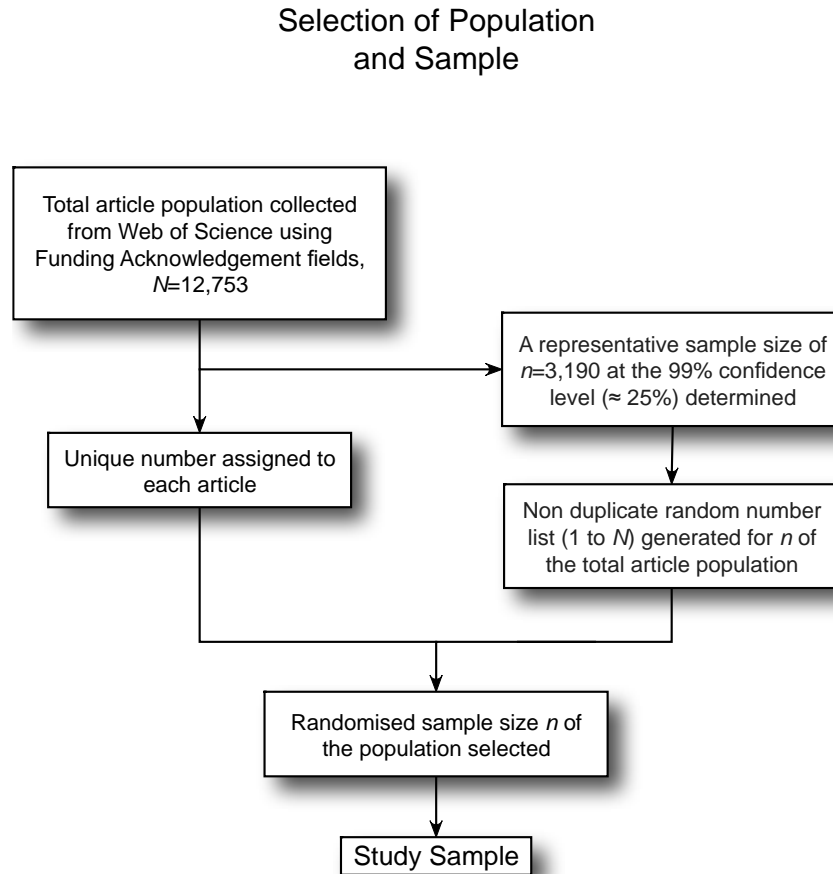 Selection of Population
and Sample
Total article population collected
from Web of Science using
Funding Acknowledgement fields,
N=12,753
A representative sample size of
n=3,190 at the 99% confidence
level (≈ 25%) determined
Unique number assigned to
each article
Non duplicate random number
list (1 to N) generated for n of
the total article population
Randomised sample size n of
the population selected
Study Sample